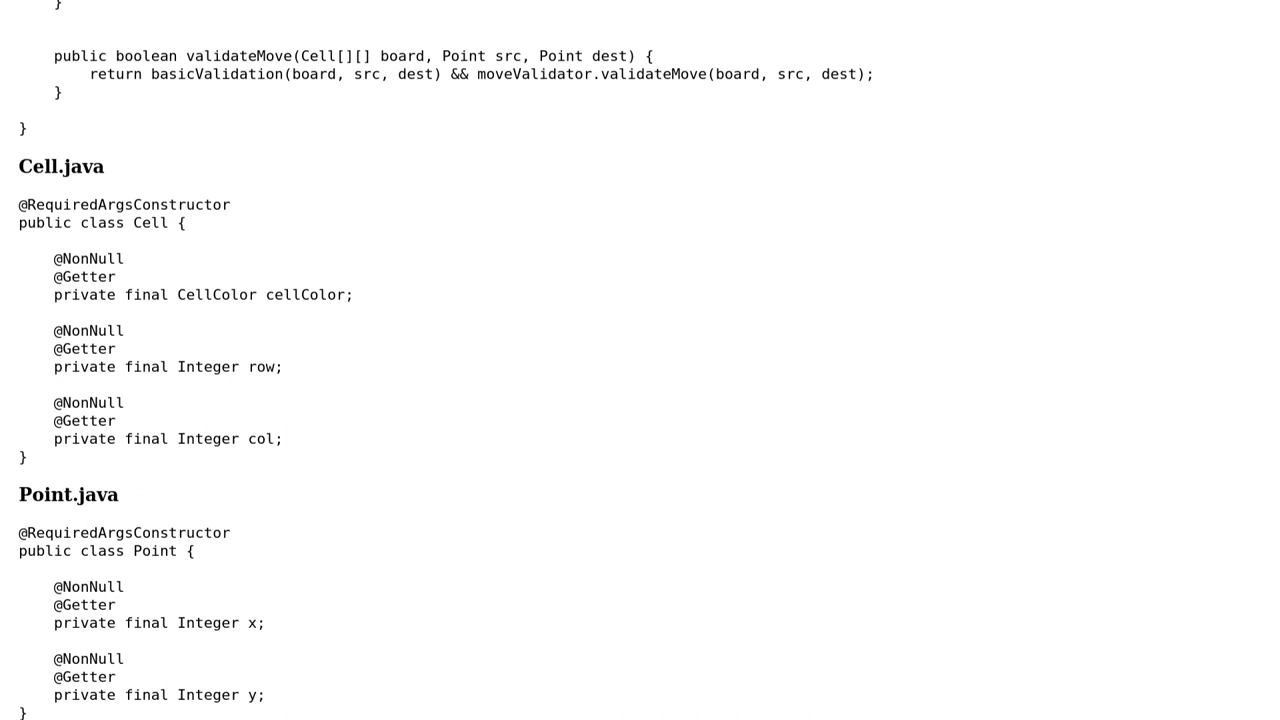 }
    public boolean validateMove(Cell[][] board, Point src, Point dest) {
        return basicValidation(board, src, dest) && moveValidator.validateMove(board, src, dest);
    }
}
Cell.java
@RequiredArgsConstructor
public class Cell {
    @NonNull
    @Getter
    private final CellColor cellColor;
    @NonNull
    @Getter
    private final Integer row;
    @NonNull
    @Getter
    private final Integer col;
}
Point.java
@RequiredArgsConstructor
public class Point {
    @NonNull
    @Getter
    private final Integer x;
    @NonNull
    @Getter
    private final Integer y;
}